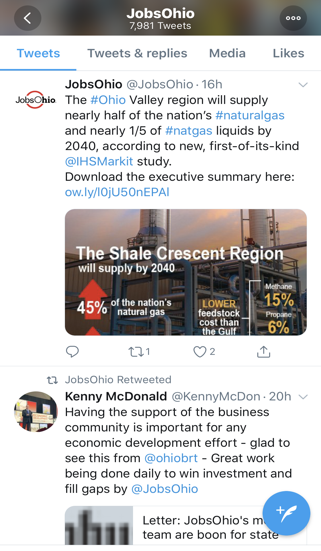 JobsOhio
7,981 Tweets
Tweets
Tweets & replies
Media
Likes
JobsOhio
JobsOhio @JobsOhio · 16h
The #Ohio Valley region will supply
nearly half of the nation's #naturalgas
and nearly 1/5 of #natgas liquids by
2040, according to new, first-of-its-kind
@IHSMarkit study.
Download the executive summary here:
ow.ly/I0jU50nEPAl
The Shale Crescent Region
will supply by 2040
45%
of the nation's
natural gas
LOWER
feedstock
cost than
the Gulf
Methane
15%
Propane
6%
1
2
JobsOhio Retweeted
Kenny McDonald @KennyMcDon · 20h
Having the support of the business
community is important for any
economic development effort - glad to
see this from @ohiobrt - Great work
being done daily to win investment and
fill gaps by @JobsOhio
Letter: JobsOhio's
team are boon for state